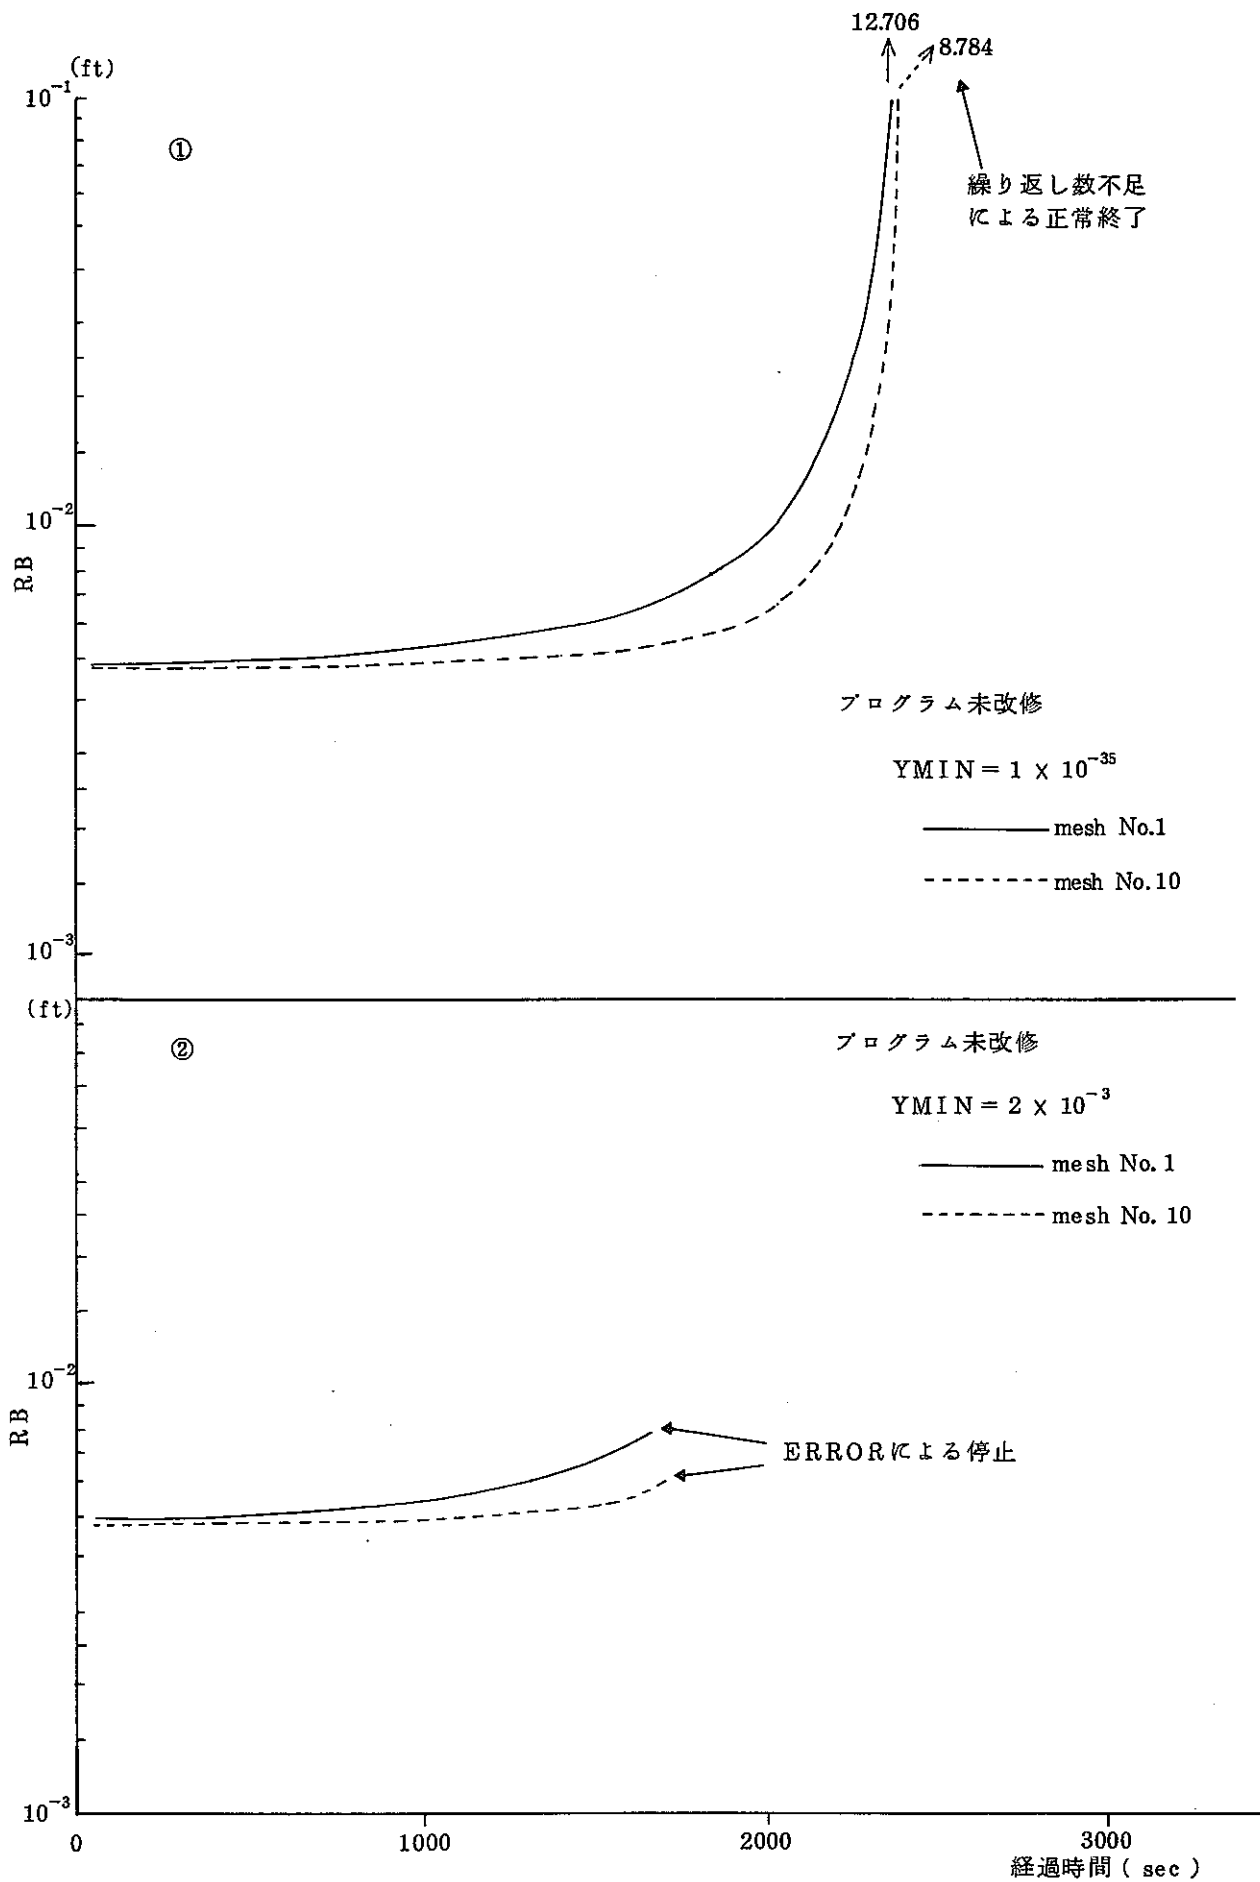 12.706
8.784
(ft)
10⁻¹
①
繰り返し数不足
による正常終了
10⁻²
RB
プログラム未改修
YMIN = 1 × 10⁻³⁵
mesh No.1
mesh No.10
10⁻³
(ft)
②
プログラム未改修
YMIN = 2 × 10⁻³
mesh No.1
mesh No.10
10⁻²
RB
ERRORによる停止
10⁻³
0
1000
2000
3000
経過時間 ( sec )